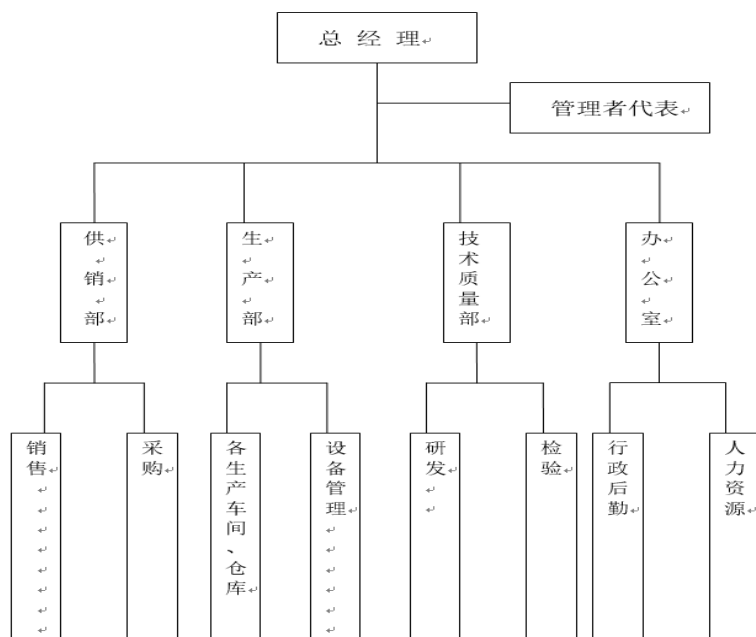 总 经 理
管理者代表
供销部
生产部
技术质量部
办公室
销售
采购
各生产车间、仓库
设备管理
研发
检验
行政后勤
人力资源